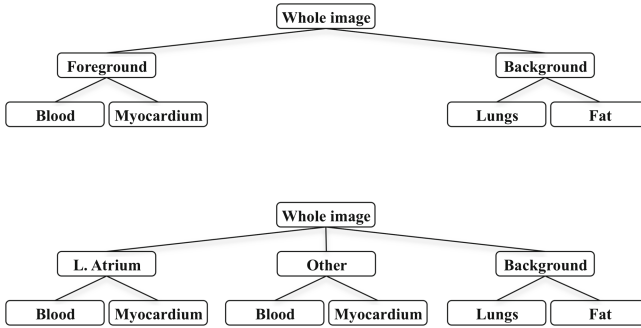 Whole image
Foreground Background
Blood Myocardium Lungs Fat
Whole image
L. Atrium Other Background
Blood Myocardium Blood Myocardium Lungs Fat